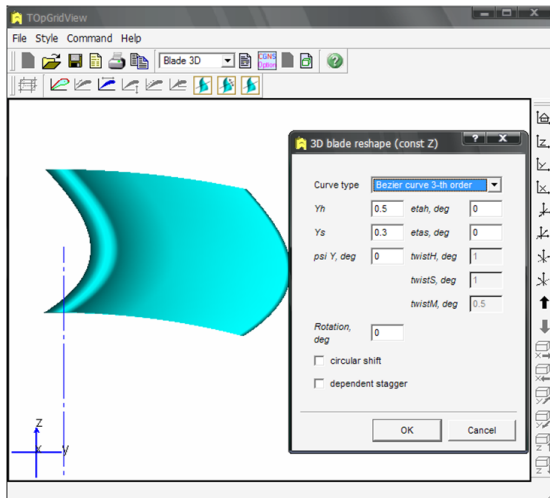 TOpGridView
File Style Command Help
Blade 3D
CGNS
Option
3D blade reshape (const Z)
Curve type Bezier curve 3-th order
Yh 0.5 etah, deg 0
Ys 0.3 etas, deg 0
psi Y, deg 0 twistH, deg 1
twistS, deg 1
twistM, deg 0.5
Rotation, deg 0
circular shift
dependent stagger
OK Cancel
Z
x y